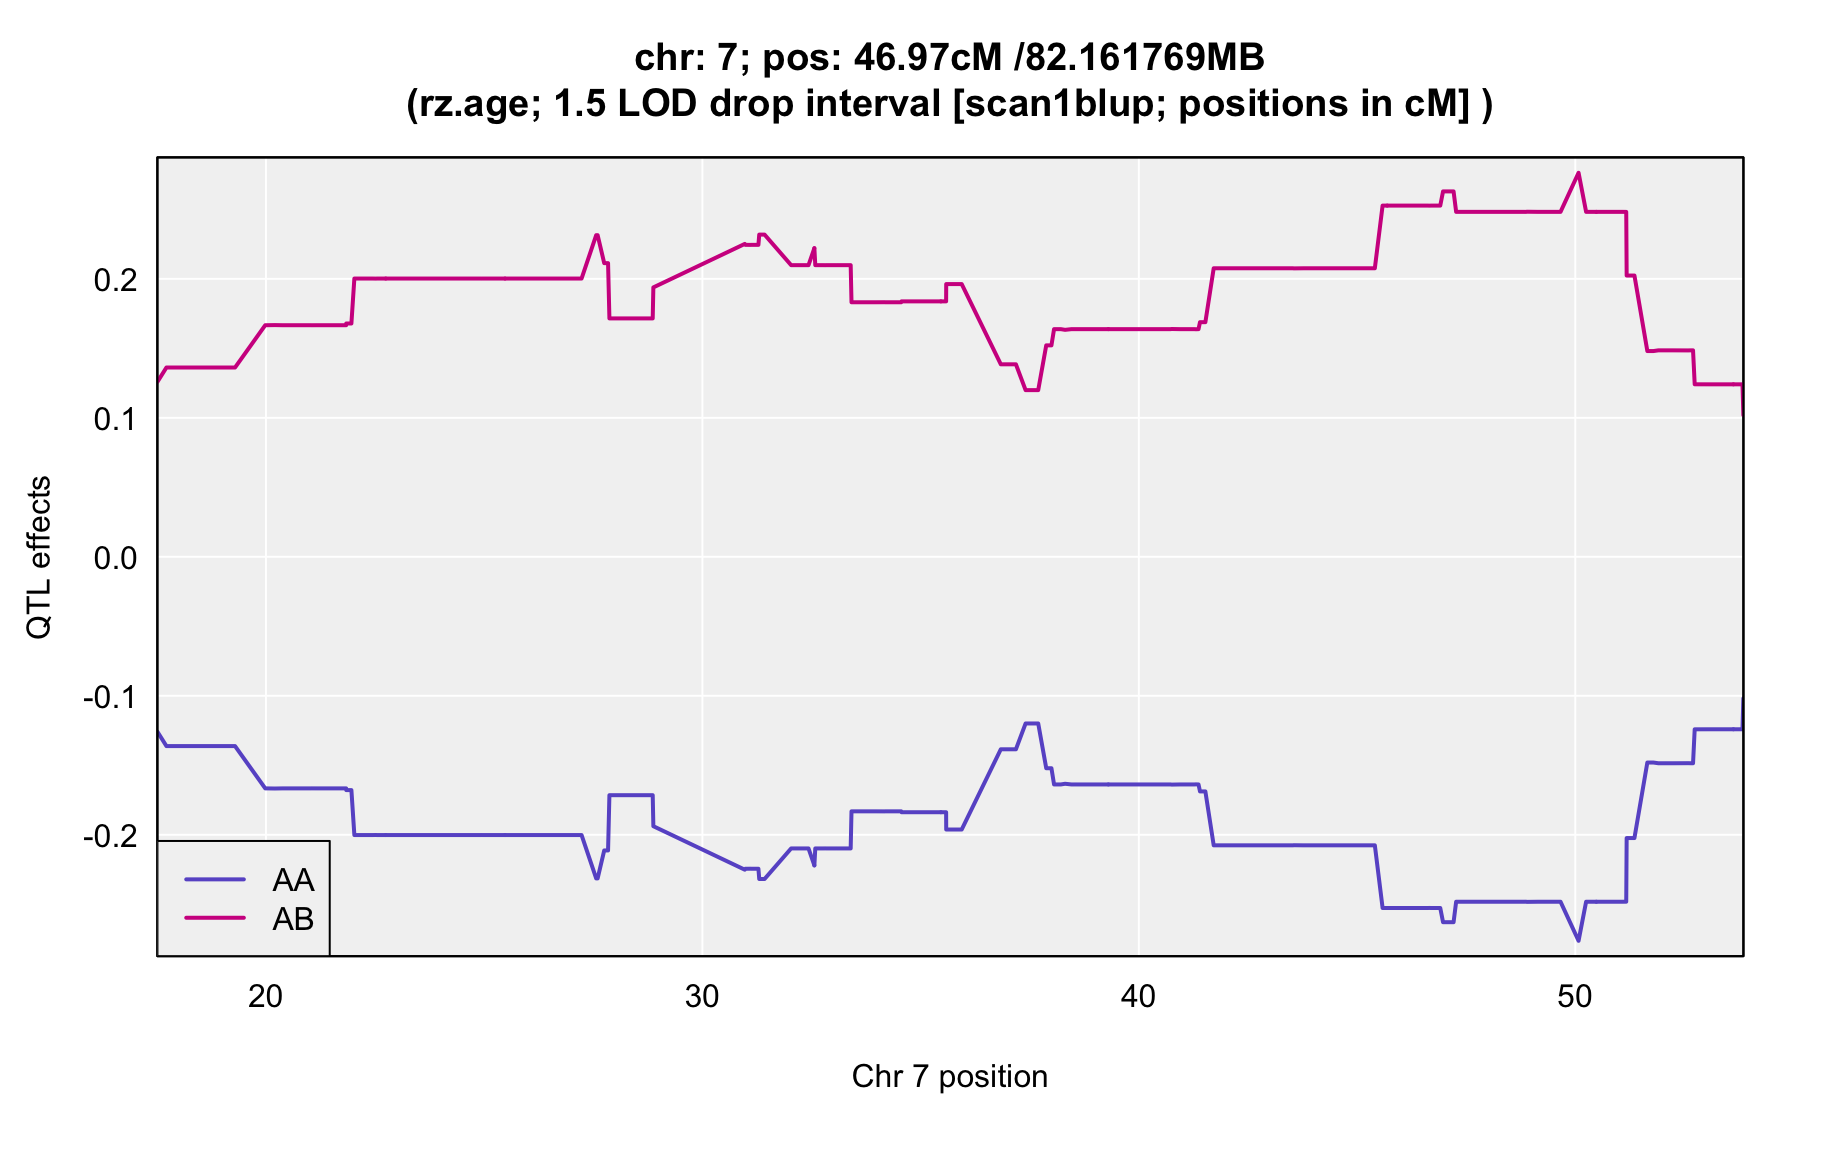 chr: 7; pos: 46.97cM /82.161769MB
(rz.age; 1.5 LOD drop interval [scan1blup; positions in cM] )
QTL effects
0.2
0.1
0.0
-0.1
-0.2
AA
AB
20 30 40 50
Chr 7 position